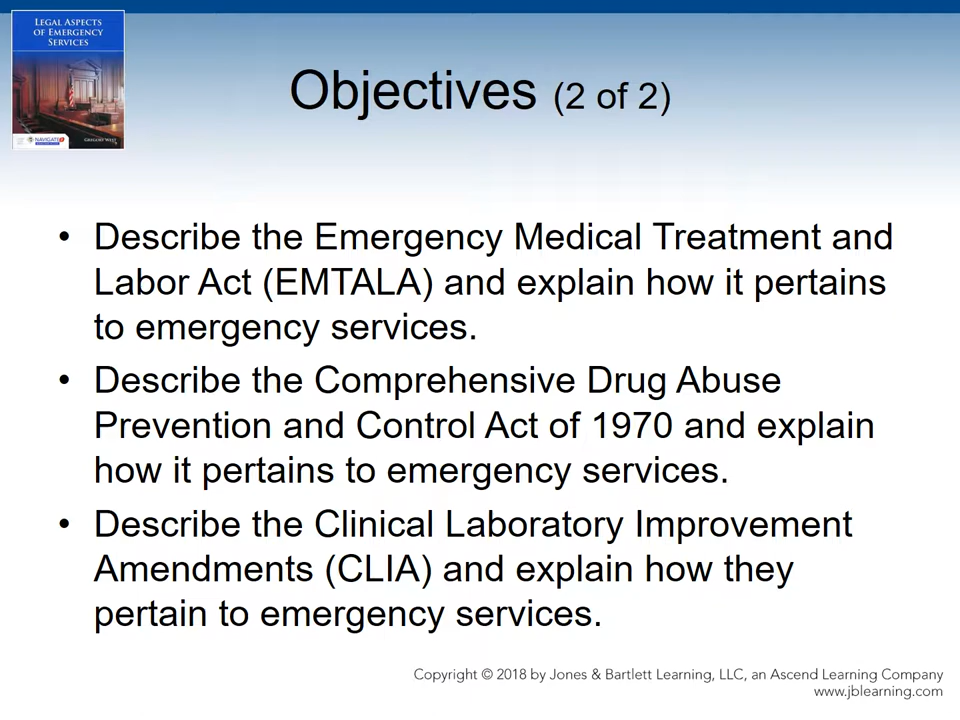 LEGAL ASPECTS
OF EMERGENCY
SERVICES
NAVIGATE
GREGORY WEST
Objectives (2 of 2)
• Describe the Emergency Medical Treatment and
Labor Act (EMTALA) and explain how it pertains
to emergency services.
• Describe the Comprehensive Drug Abuse
Prevention and Control Act of 1970 and explain
how it pertains to emergency services.
• Describe the Clinical Laboratory Improvement
Amendments (CLIA) and explain how they
pertain to emergency services.
Copyright © 2018 by Jones & Bartlett Learning, LLC, an Ascend Learning Company
www.jblearning.com